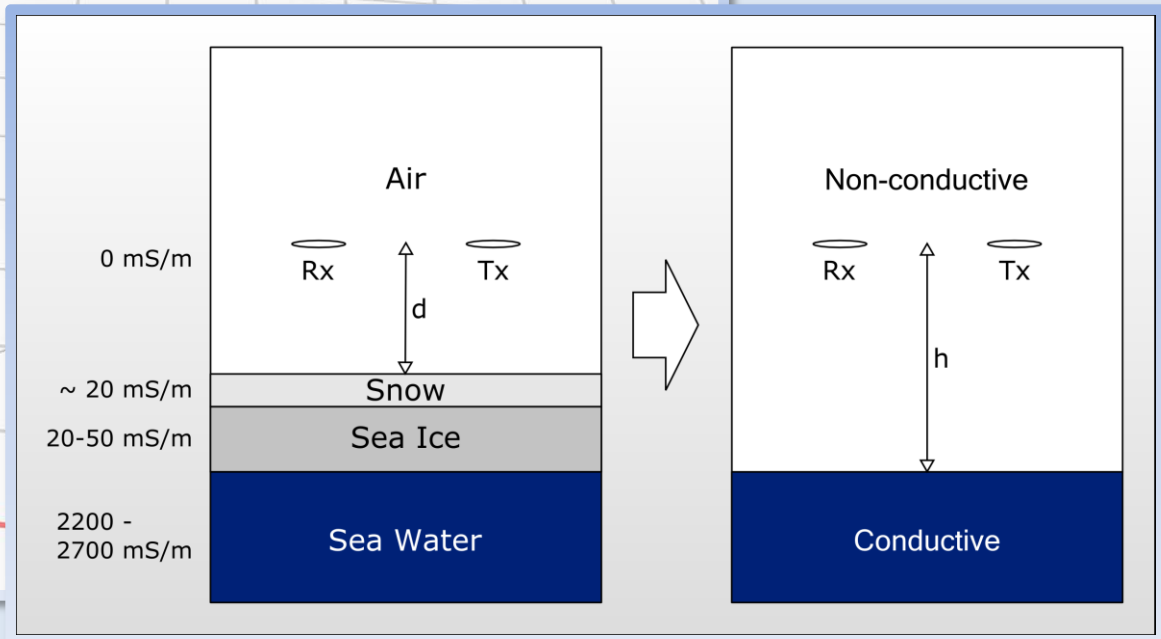 Air
Non-conductive
0 mS/m
Rx
Tx
Rx
Tx
d
h
~ 20 mS/m
Snow
20-50 mS/m
Sea Ice
2200 -
2700 mS/m
Sea Water
Conductive